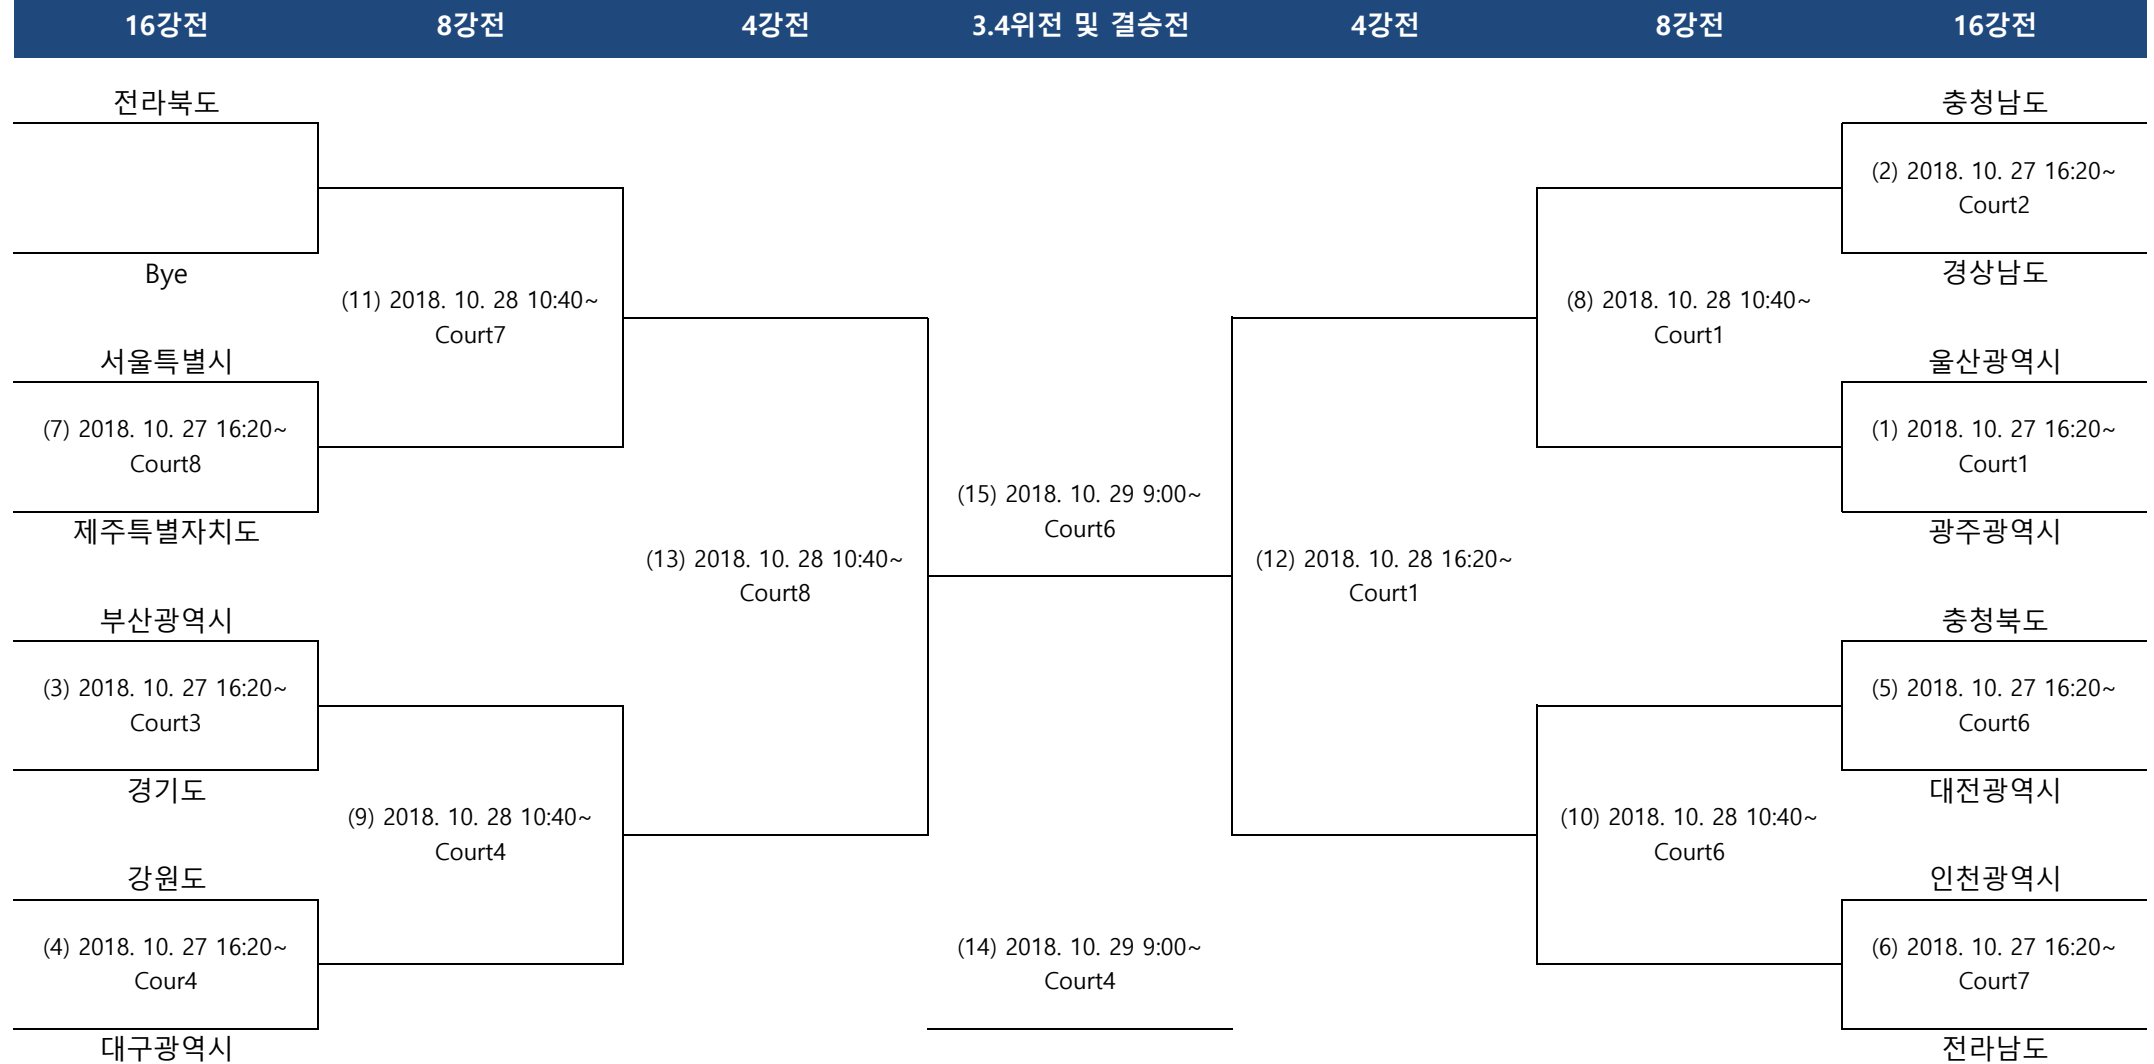 16강전 8강전 4강전 3.4위전 및 결승전 4강전 8강전 16강전
전라북도 충청남도
(2) 2018. 10. 27 16:20~
Court2
Bye 경상남도
(11) 2018. 10. 28 10:40~ (8) 2018. 10. 28 10:40~
Court7 Court1
서울특별시 울산광역시
(7) 2018. 10. 27 16:20~ (1) 2018. 10. 27 16:20~
Court8 Court1
(15) 2018. 10. 29 9:00~
Court6
제주특별자치도 광주광역시
(13) 2018. 10. 28 10:40~ (12) 2018. 10. 28 16:20~
Court8 Court1
부산광역시 충청북도
(3) 2018. 10. 27 16:20~ (5) 2018. 10. 27 16:20~
Court3 Court6
경기도 대전광역시
(9) 2018. 10. 28 10:40~ (10) 2018. 10. 28 10:40~
Court4 Court6
강원도 인천광역시
(4) 2018. 10. 27 16:20~ (14) 2018. 10. 29 9:00~ (6) 2018. 10. 27 16:20~
Cour4 Court4 Court7
대구광역시 전라남도